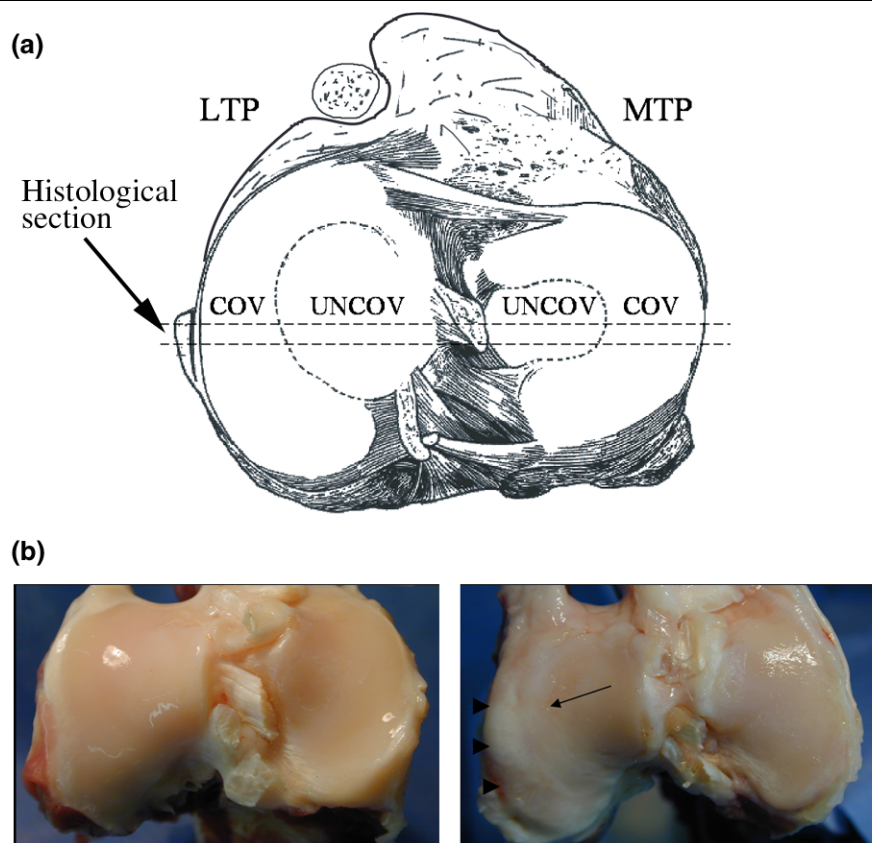 (a)
LTP
MTP
Histological
section
COV
UNCOV
UNCOV
COV
(b)